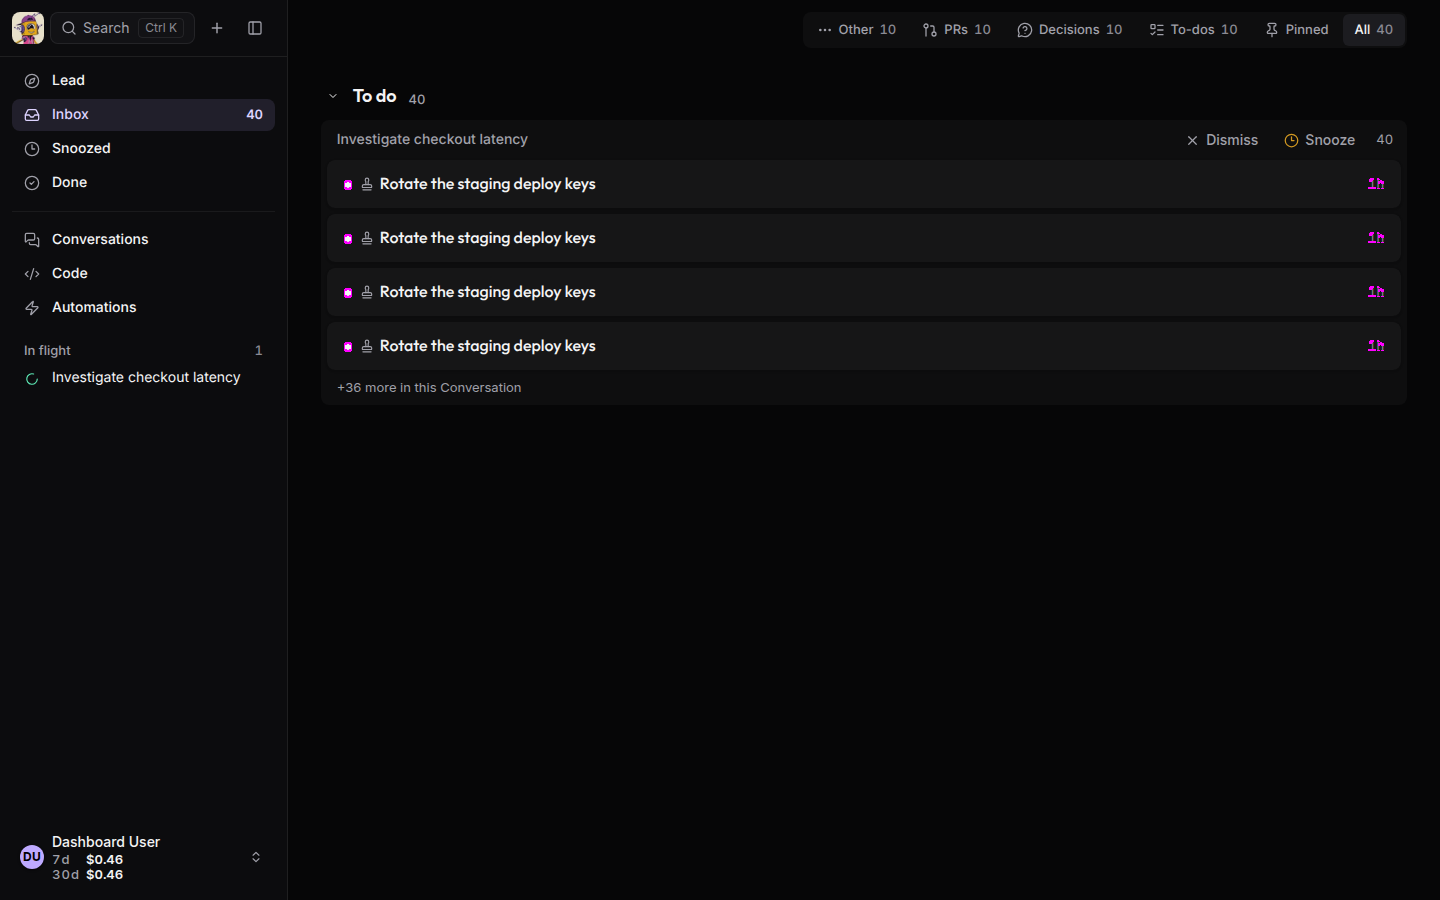 Search Ctrl K
Lead
Inbox 40
Snoozed
Done
Conversations
Code
Automations
In flight 1
Investigate checkout latency
DU Dashboard User
7d $0.46
30d $0.46
Other 10 PRs 10 Decisions 10 To-dos 10 Pinned All 40
To do 40
Investigate checkout latency Dismiss Snooze 40
Rotate the staging deploy keys 1h
Rotate the staging deploy keys 1h
Rotate the staging deploy keys 1h
Rotate the staging deploy keys 1h
+36 more in this Conversation